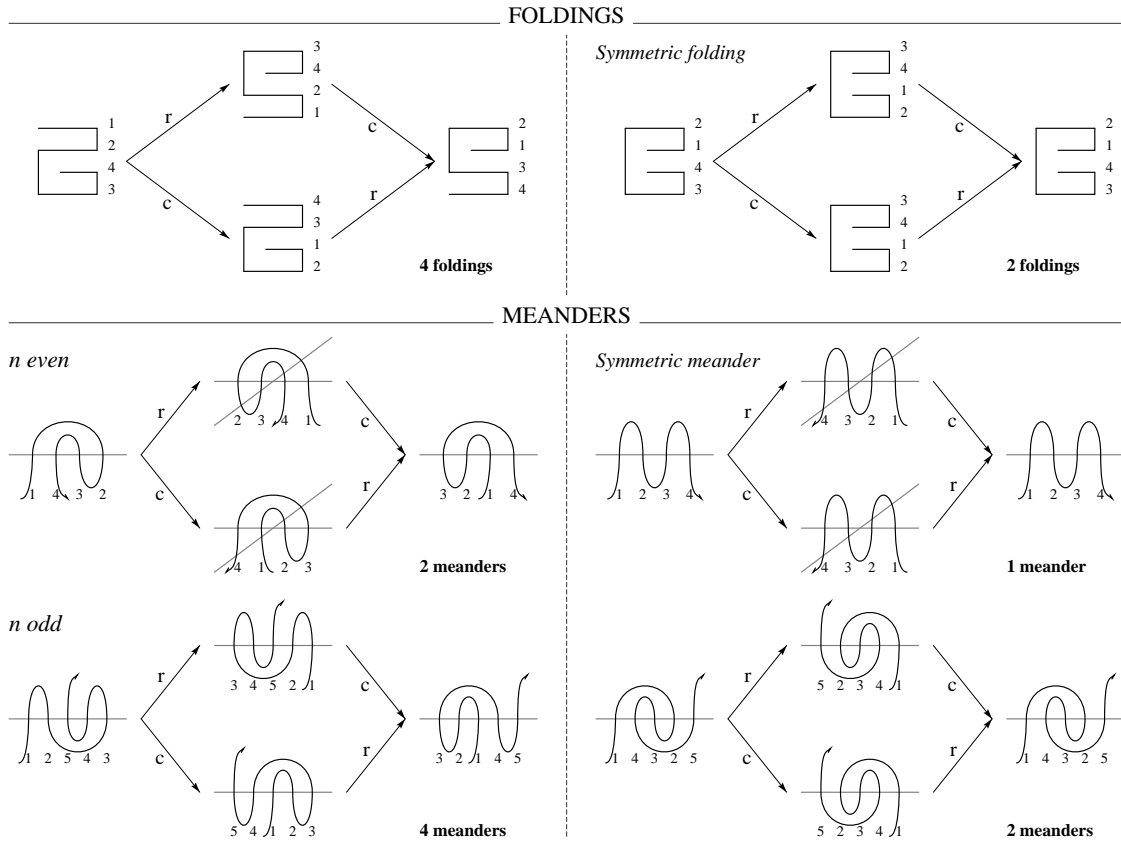 FOLDINGS
Symmetric folding
1
2
4
3
r
c
3
4
2
1
4
3
1
2
c
r
2
1
3
4
4 foldings
2
1
4
3
r
c
3
4
1
2
3
4
1
2
c
r
2
1
4
3
2 foldings
MEANDERS
n even
Symmetric meander
1 4 3 2
r
c
2 3 4 1
4 1 2 3
c
r
3 2 1 4
2 meanders
1 2 3 4
r
c
4 3 2 1
4 3 2 1
c
r
1 2 3 4
1 meander
n odd
1 2 5 4 3
r
c
3 4 5 2 1
5 4 1 2 3
c
r
3 2 1 4 5
4 meanders
1 4 3 2 5
r
c
5 2 3 4 1
5 2 3 4 1
c
r
1 4 3 2 5
2 meanders